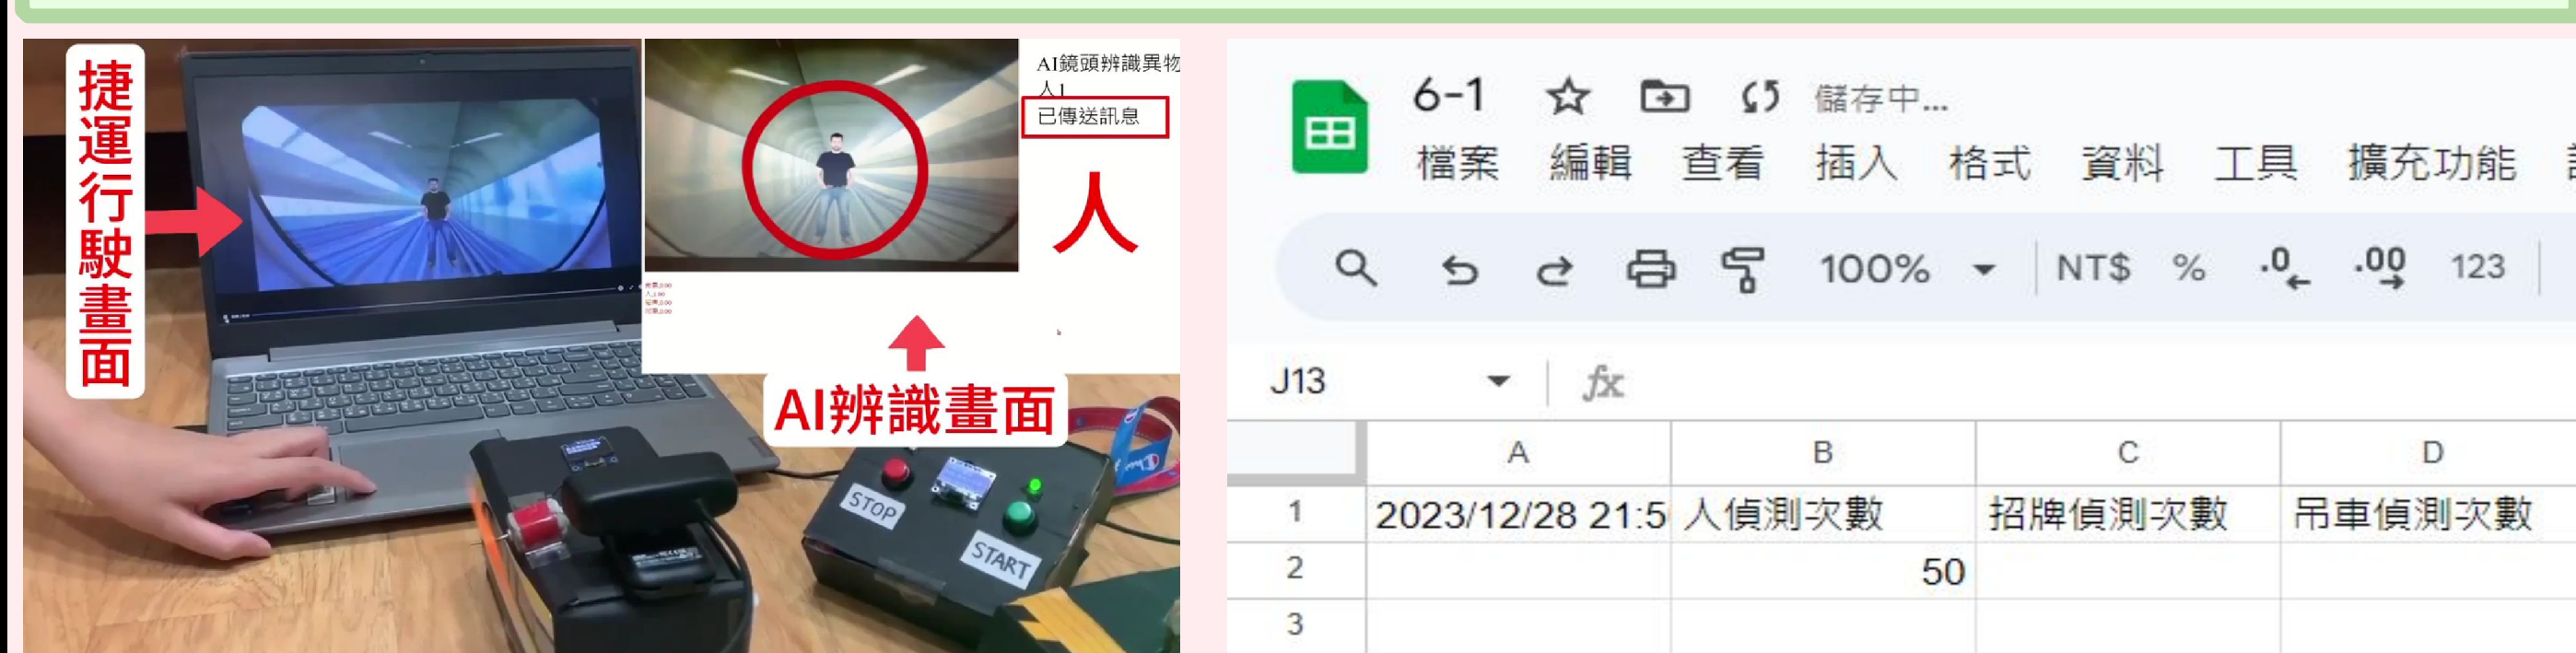 捷運行駛畫面
AI鏡頭辨識異物
人1
已傳送訊息
人
AI辨識畫面
STOP
START
6-1
儲存中...
檔案 編輯 查看 插入 格式 資料 工具 擴充功能
100% NT$ % .0 .00 123
J13 fx
A B C D
1 2023/12/28 21:5 人偵測次數 招牌偵測次數 吊車偵測次數
2 50
3